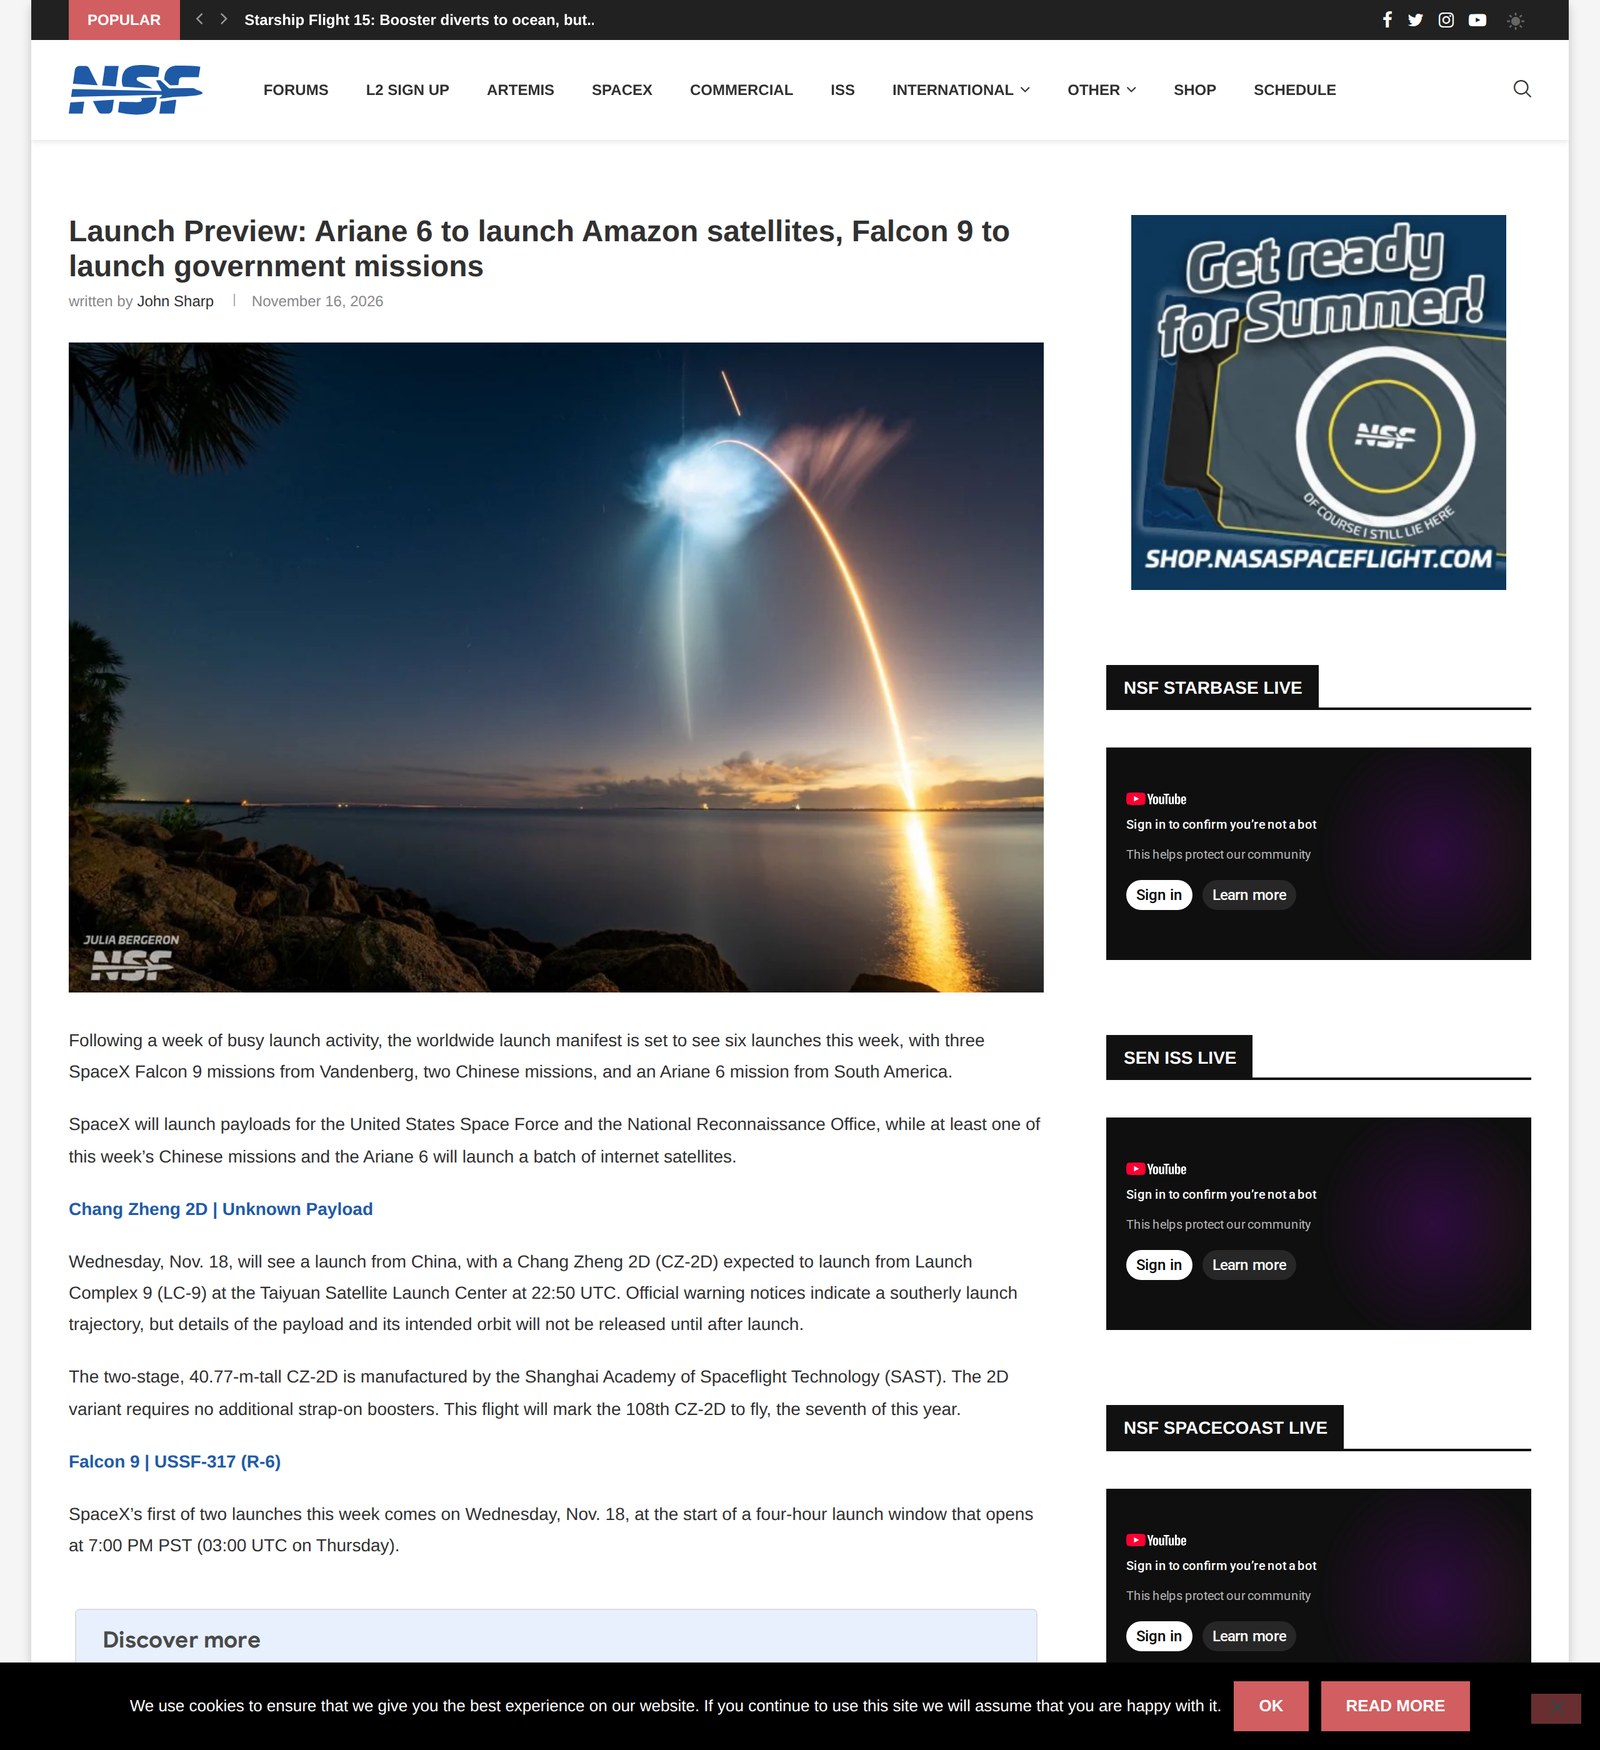 POPULAR
Starship Flight 15: Booster diverts to ocean, but..
NSF
FORUMS
L2 SIGN UP
ARTEMIS
SPACEX
COMMERCIAL
ISS
INTERNATIONAL
OTHER
SHOP
SCHEDULE
Launch Preview: Ariane 6 to launch Amazon satellites, Falcon 9 to
launch government missions
written by John Sharp
November 16, 2026
JULIA BERGERON
NSF
Following a week of busy launch activity, the worldwide launch manifest is set to see six launches this week, with three
SpaceX Falcon 9 missions from Vandenberg, two Chinese missions, and an Ariane 6 mission from South America.
SpaceX will launch payloads for the United States Space Force and the National Reconnaissance Office, while at least one of
this week’s Chinese missions and the Ariane 6 will launch a batch of internet satellites.
Chang Zheng 2D | Unknown Payload
Wednesday, Nov. 18, will see a launch from China, with a Chang Zheng 2D (CZ-2D) expected to launch from Launch
Complex 9 (LC-9) at the Taiyuan Satellite Launch Center at 22:50 UTC. Official warning notices indicate a southerly launch
trajectory, but details of the payload and its intended orbit will not be released until after launch.
The two-stage, 40.77-m-tall CZ-2D is manufactured by the Shanghai Academy of Spaceflight Technology (SAST). The 2D
variant requires no additional strap-on boosters. This flight will mark the 108th CZ-2D to fly, the seventh of this year.
Falcon 9 | USSF-317 (R-6)
SpaceX’s first of two launches this week comes on Wednesday, Nov. 18, at the start of a four-hour launch window that opens
at 7:00 PM PST (03:00 UTC on Thursday).
Discover more
Get ready
for Summer!
NSF
OF COURSE I STILL LIE HERE
SHOP.NASASPACEFLIGHT.COM
NSF STARBASE LIVE
YouTube
Sign in to confirm you’re not a bot
This helps protect our community
Sign in
Learn more
SEN ISS LIVE
YouTube
Sign in to confirm you’re not a bot
This helps protect our community
Sign in
Learn more
NSF SPACECOAST LIVE
YouTube
Sign in to confirm you’re not a bot
This helps protect our community
Sign in
Learn more
We use cookies to ensure that we give you the best experience on our website. If you continue to use this site we will assume that you are happy with it.
OK
READ MORE